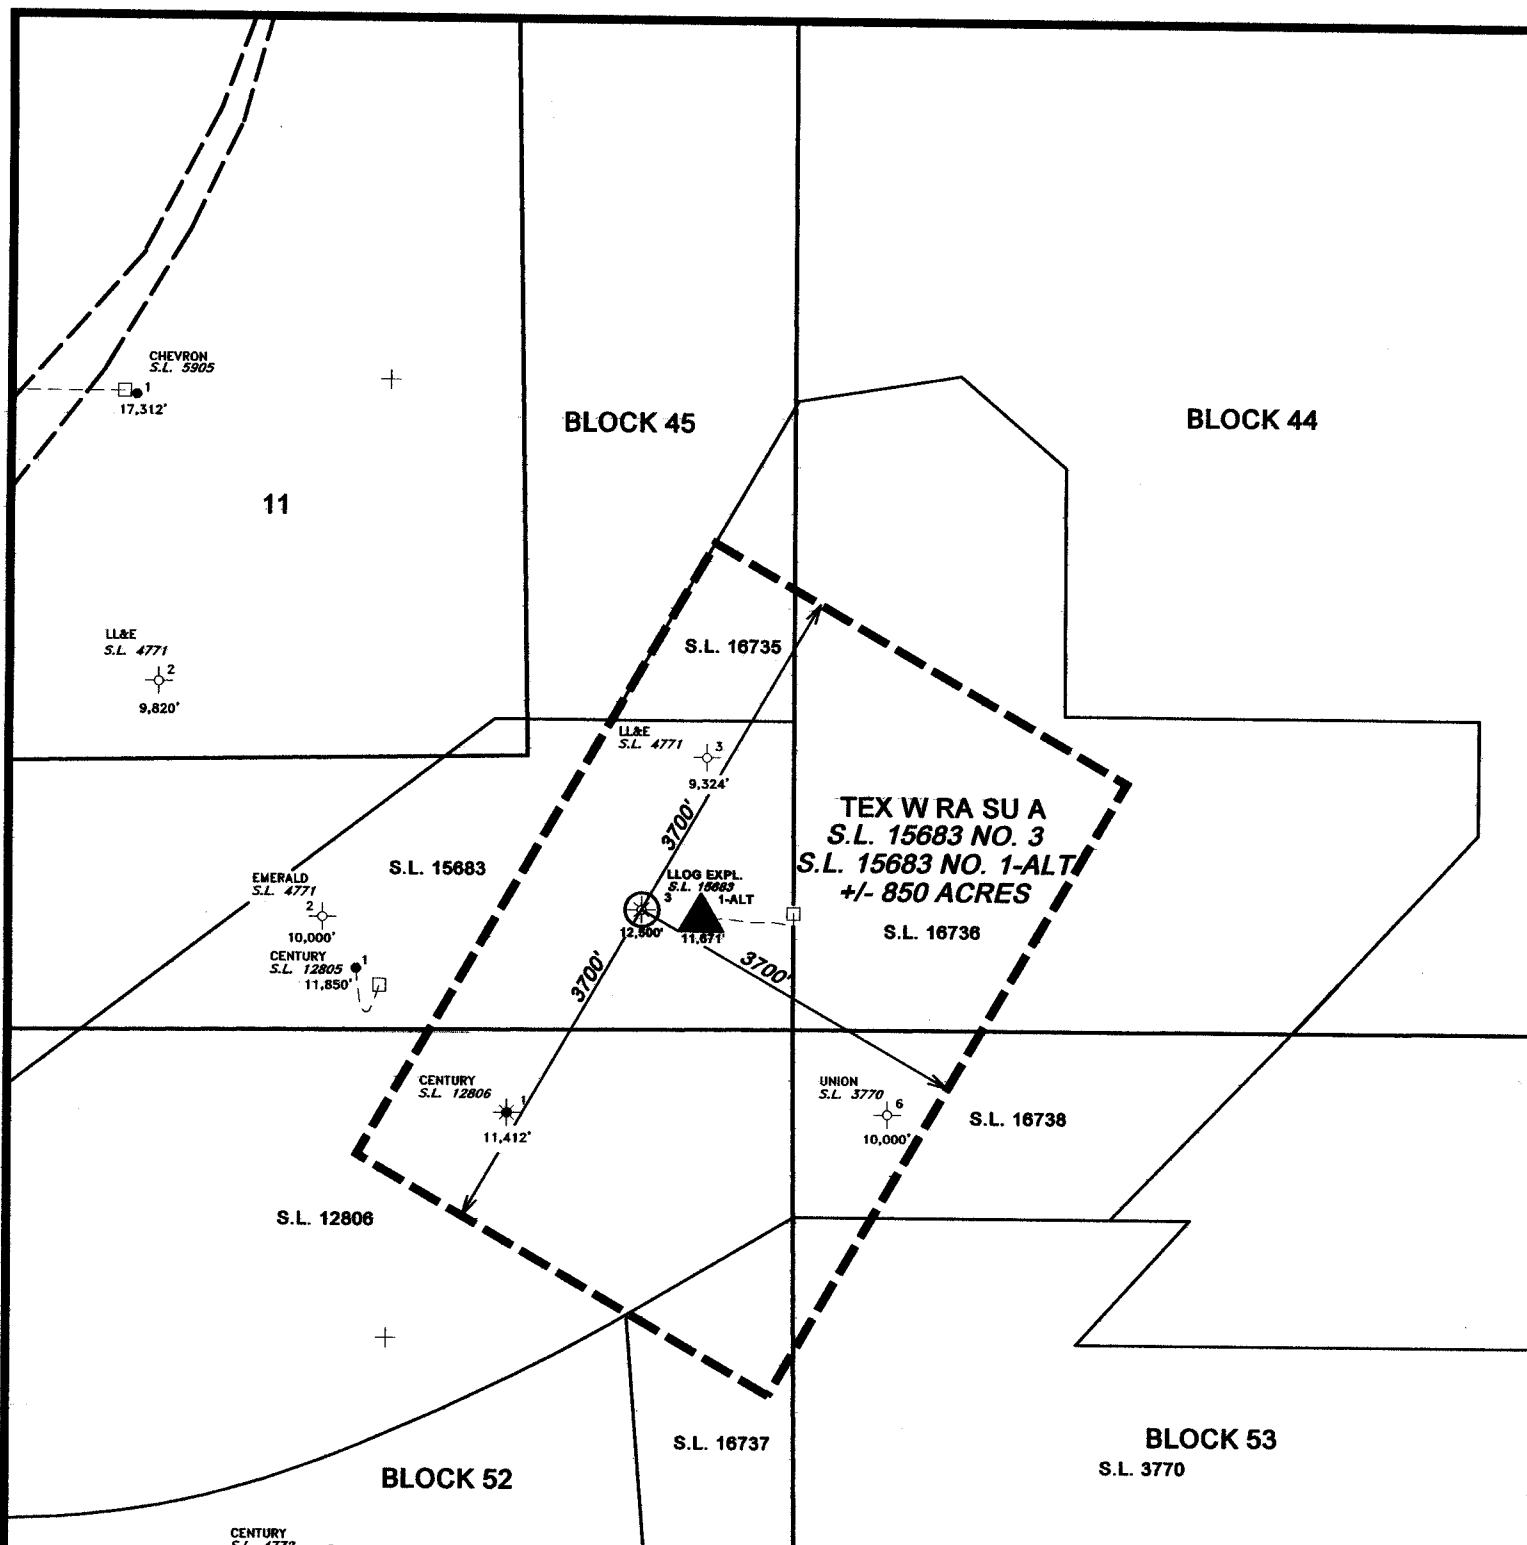 CHEVRON
S.L. 5905
1
17,312'
BLOCK 45
BLOCK 44
11
LL&E
S.L. 4771
2
9,820'
S.L. 16735
LL&E
S.L. 4771
3
9,324'
3700'
TEX W RA SU A
S.L. 15683 NO. 3
S.L. 15683 NO. 1-ALT
+/- 850 ACRES
S.L. 16736
S.L. 15683
EMERALD
S.L. 4771
2
10,000'
LLOG EXPL.
S.L. 15683
3
1-ALT
11,671'
CENTURY
S.L. 12805
1
11,850'
3700'
3700'
CENTURY
S.L. 12806
1
11,412'
UNION
S.L. 3770
6
10,000'
S.L. 16738
S.L. 12806
S.L. 16737
BLOCK 53
S.L. 3770
BLOCK 52
CENTURY